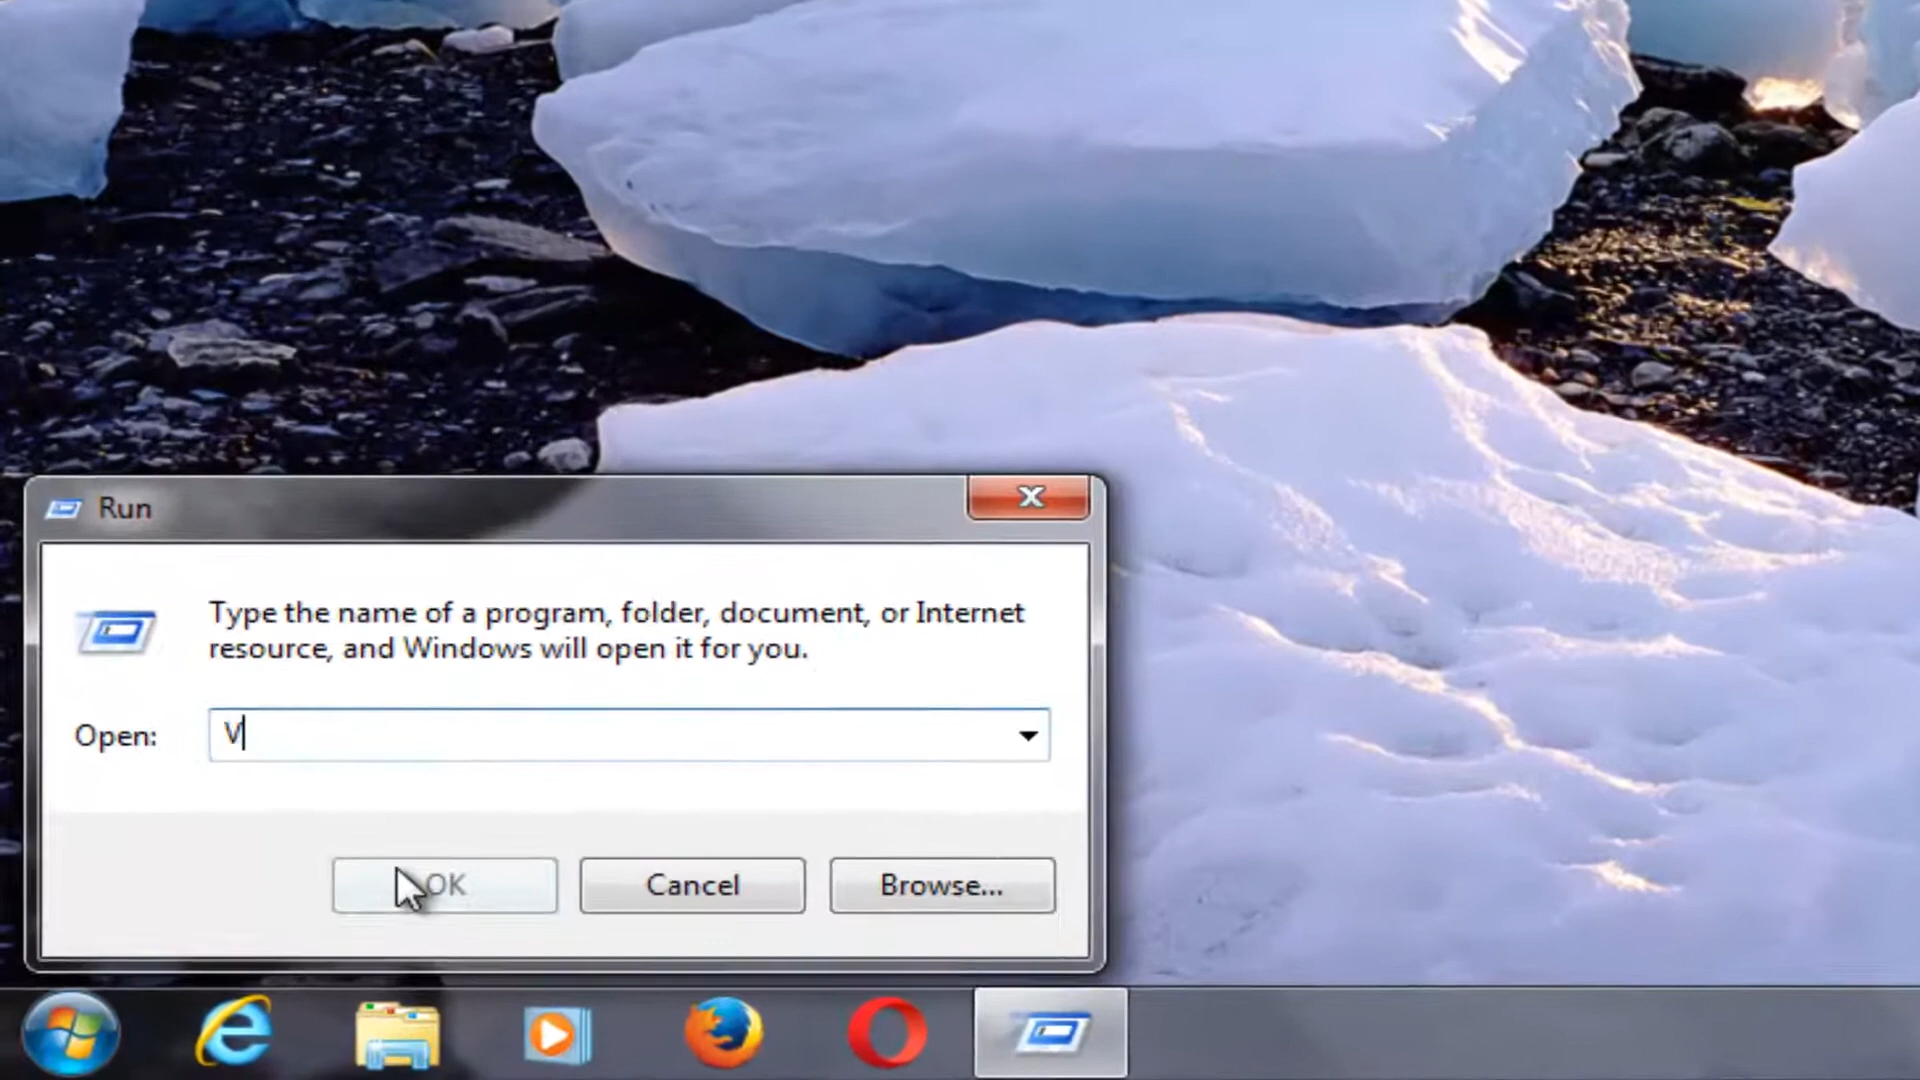 Run
Type the name of a program, folder, document, or Internet
resource, and Windows will open it for you.
Open:
V
OK
Cancel
Browse...